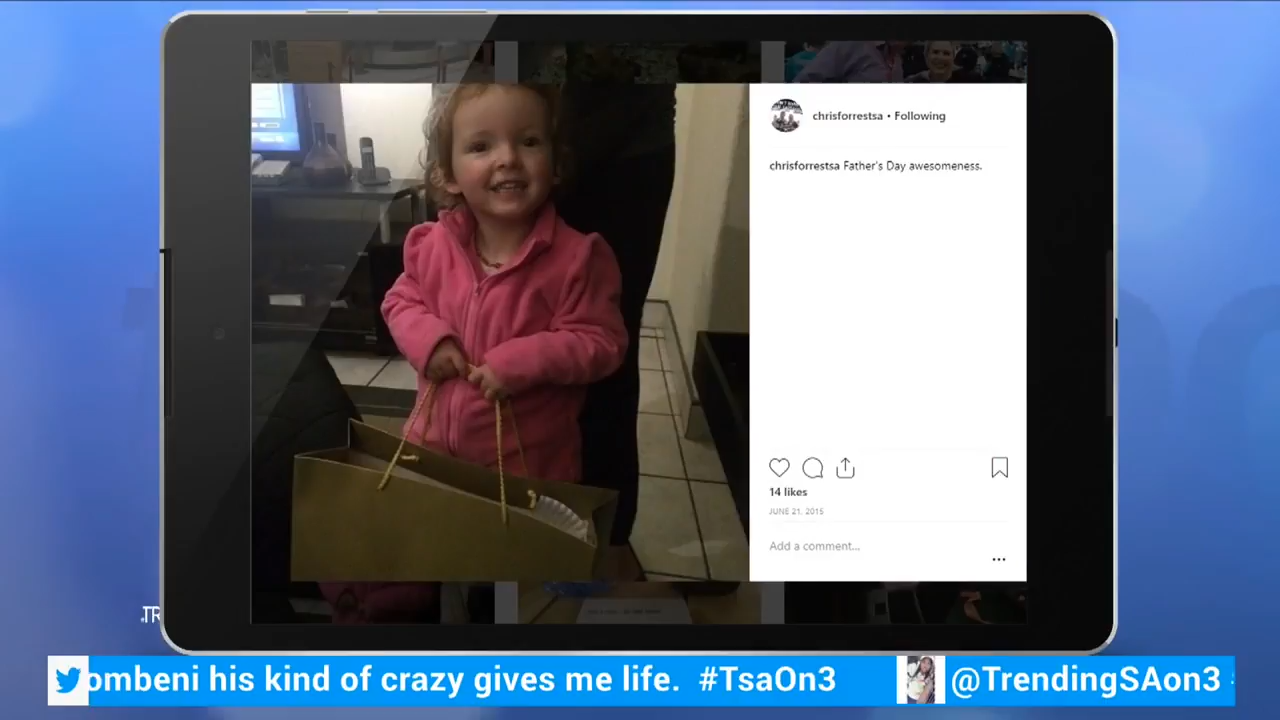 chrisforrestsa • Following
chrisforrestsa Father's Day awesomeness.
14 likes
JUNE 21, 2015
Add a comment...
.TR
ombeni his kind of crazy gives me life. #TsaOn3
@TrendingSAon3